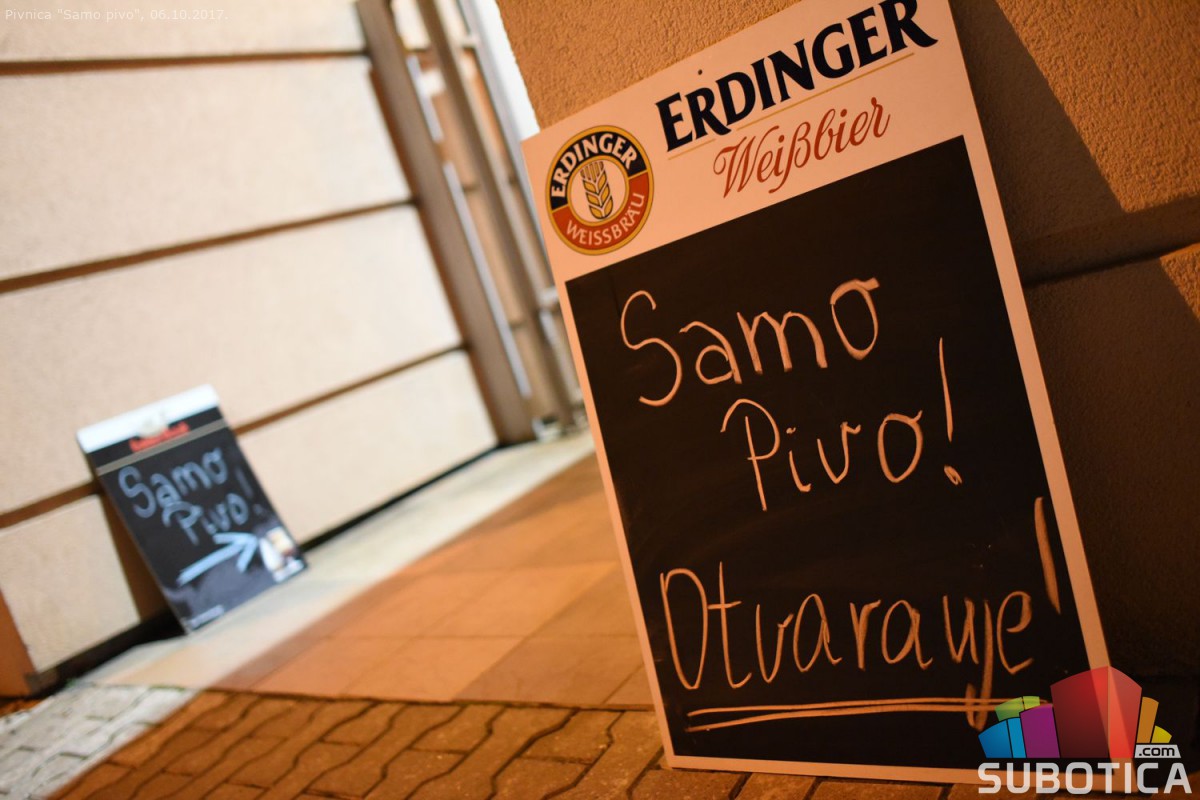 Pivnica "Samo pivo", 06.10.2017.
ERDINGER
Weißbier
ERDINGER
WEISSBRÄU
Samo
Pivo!
Otvaranje!
Samo
Pivo!
.com
SUBOTICA